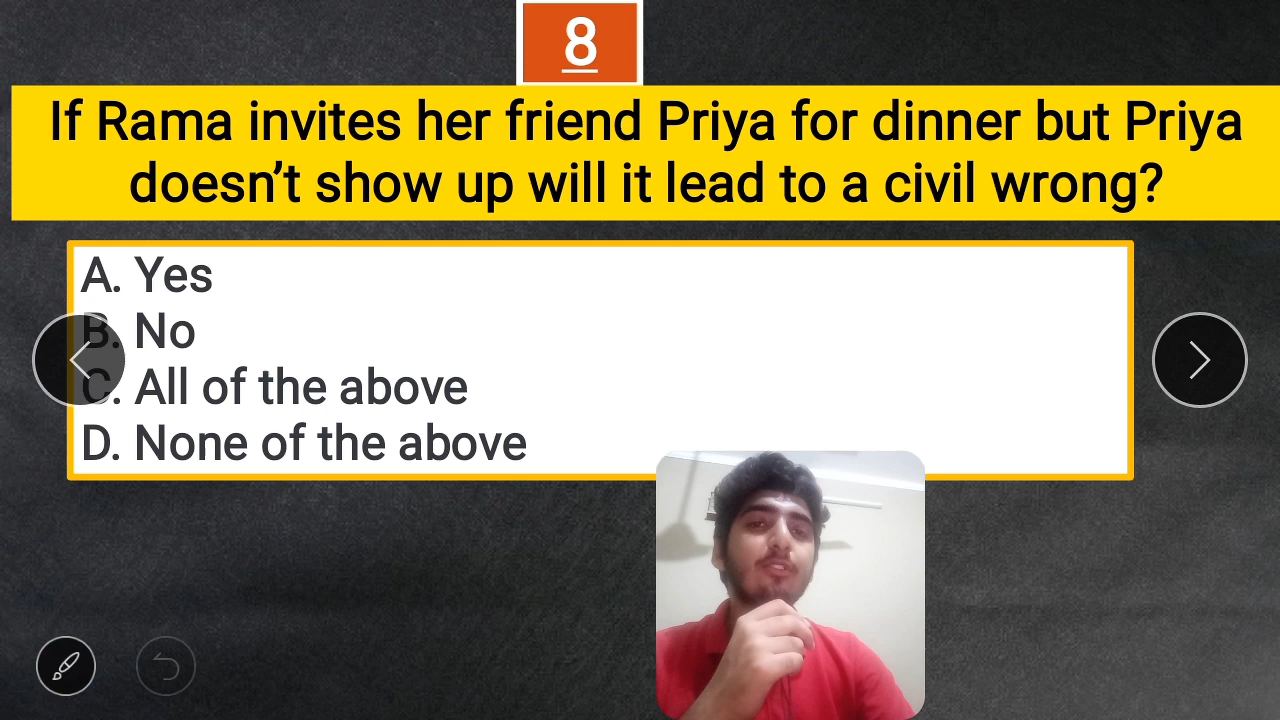 8
If Rama invites her friend Priya for dinner but Priya
doesn’t show up will it lead to a civil wrong?
A. Yes
B. No
C. All of the above
D. None of the above